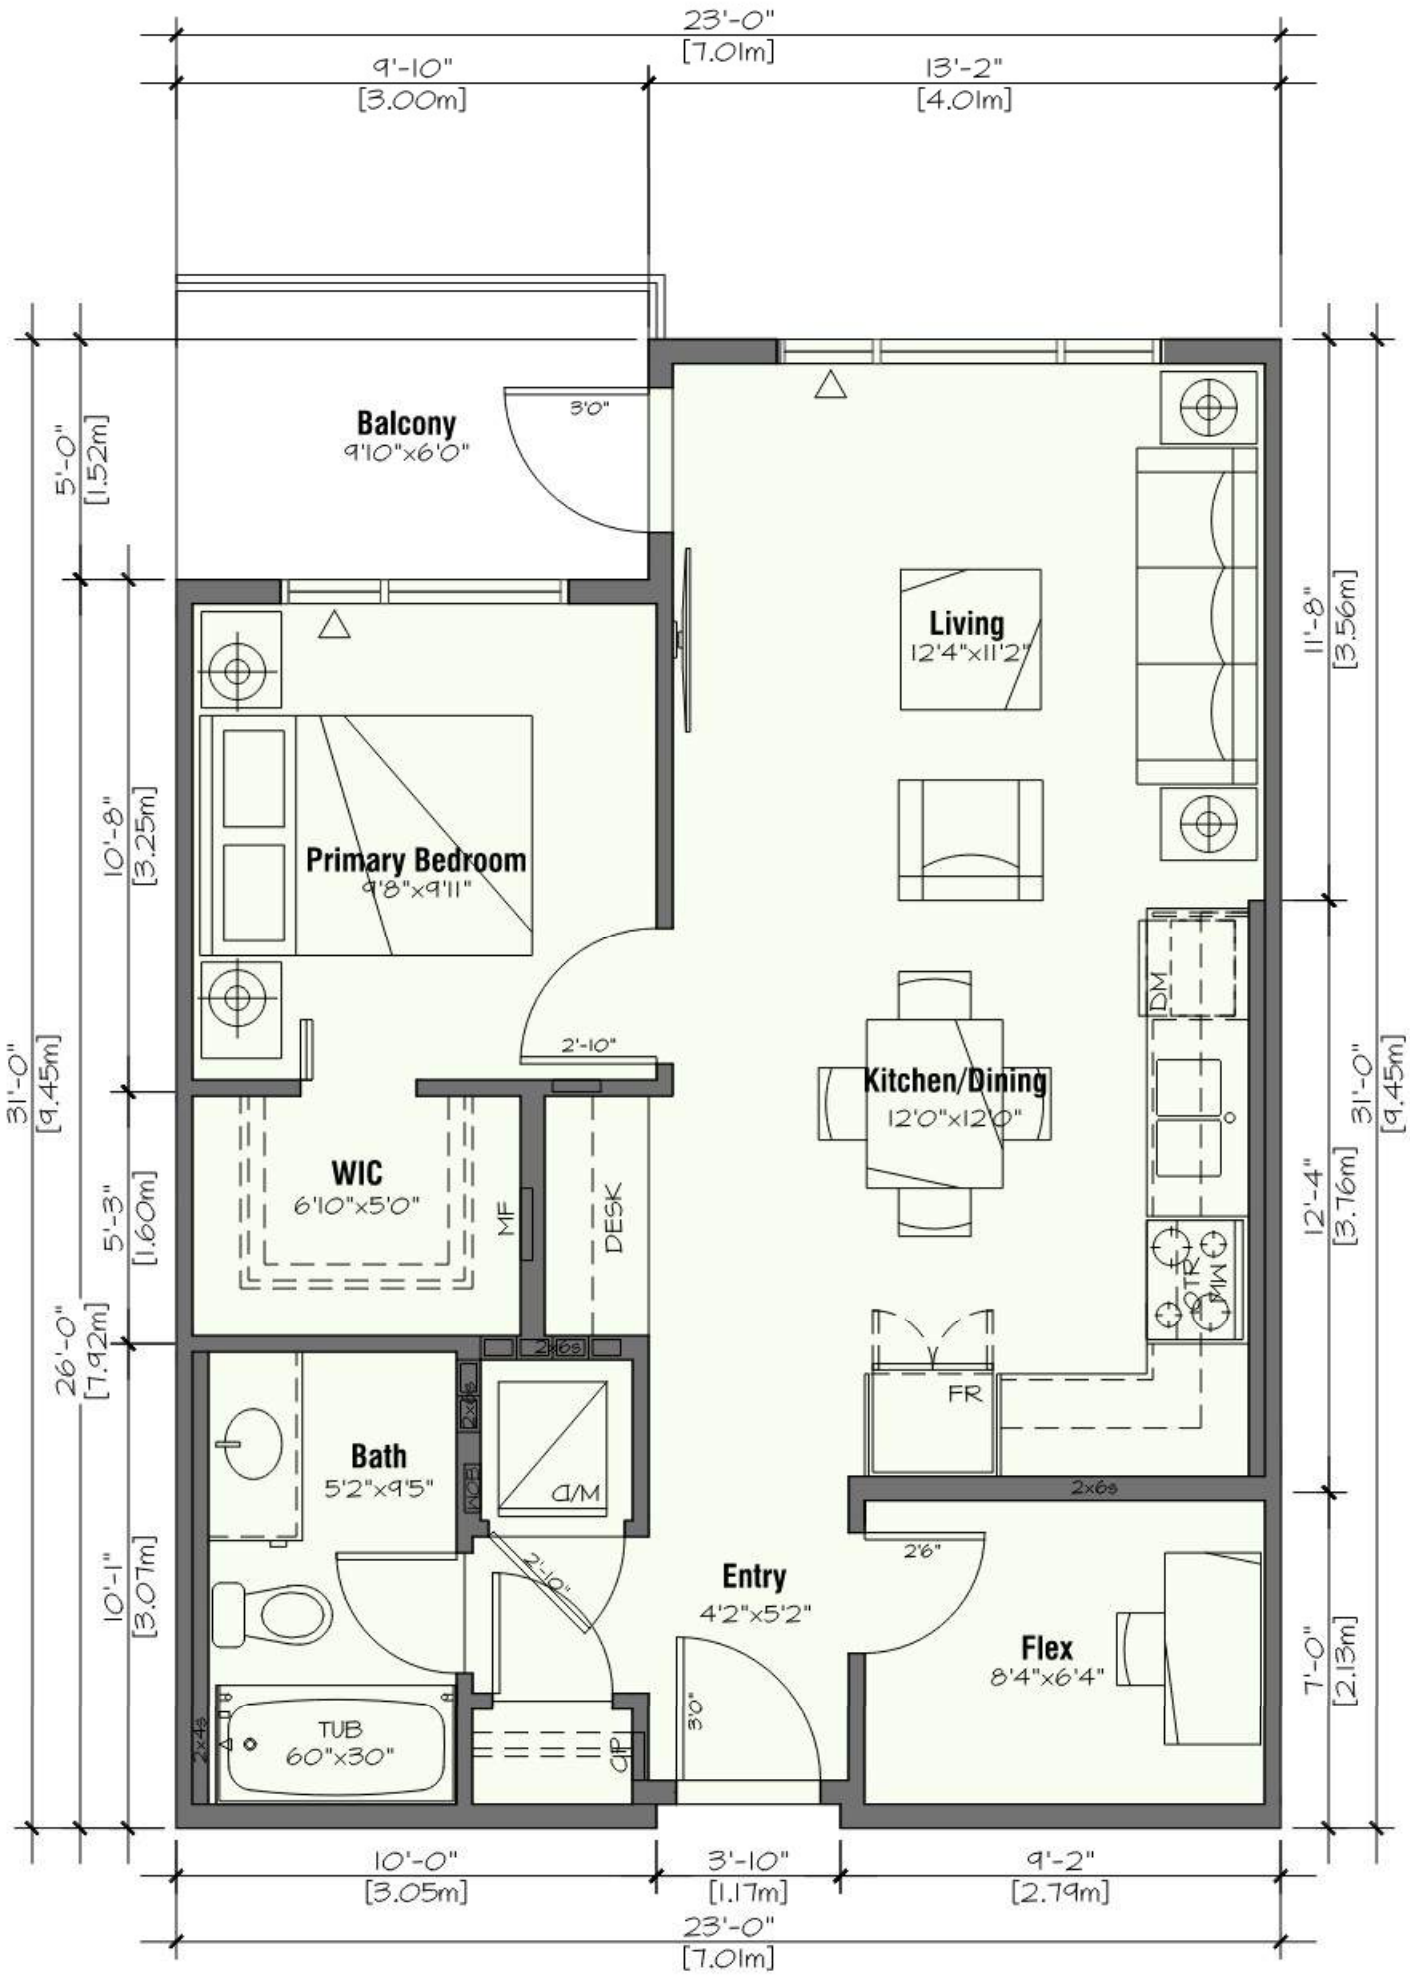 23'-0"
[7.01m]
9'-10"
[3.00m]
13'-2"
[4.01m]
Balcony
9'10"x6'0"
3'0"
5'-0"
[1.52m]
Living
12'4"x11'2"
11'-8"
[3.56m]
Primary Bedroom
9'8"x9'11"
10'-8"
[3.25m]
2'-10"
DW
Kitchen/Dining
12'0"x12'0"
31'-0"
[9.45m]
31'-0"
[9.45m]
WIC
6'10"x5'0"
MF
DESK
5'-3"
[1.60m]
12'-4"
[3.76m]
OTR
MW
26'-0"
[7.92m]
2x6s
2x6s
FR
Bath
5'2"x9'5"
2x6s
10'-1"
[3.07m]
2'-10"
2'6"
Entry
4'2"x5'2"
Flex
8'4"x6'4"
7'-0"
[2.13m]
3'0"
TUB
60"x30"
2x4s
10'-0"
[3.05m]
3'-10"
[1.17m]
9'-2"
[2.79m]
23'-0"
[7.01m]